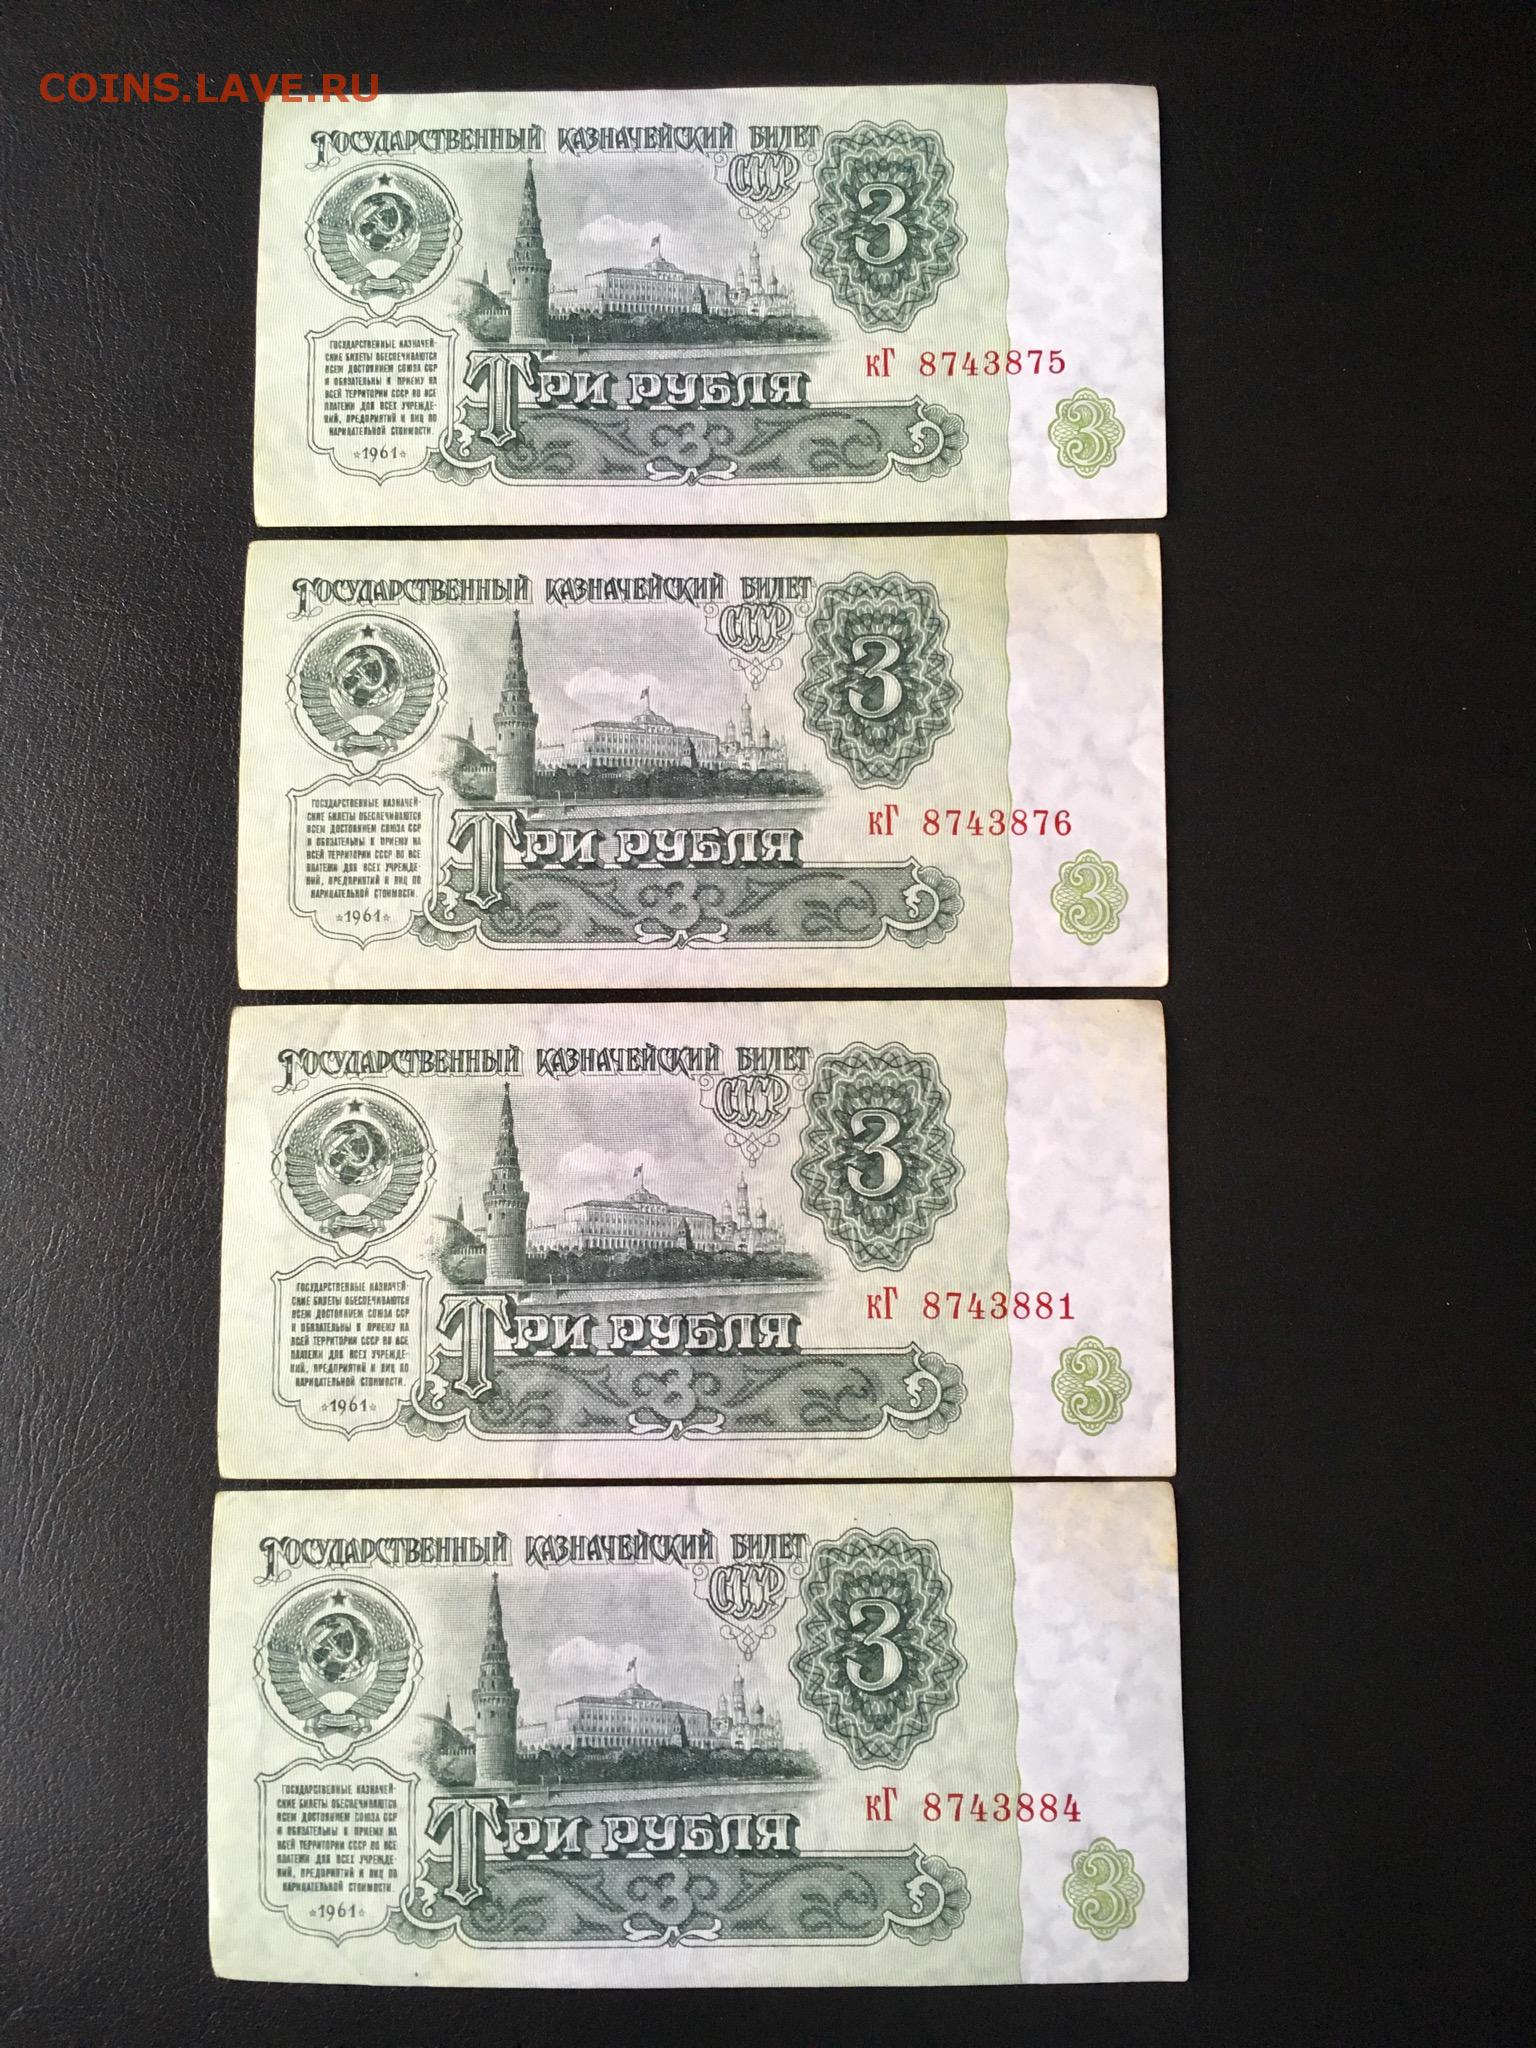 COINS.LAVE.RU
ГОСУДАРСТВЕННЫЙ КАЗНАЧЕЙСКИЙ БИЛЕТ
СССР
3
ГОСУДАРСТВЕННЫЕ КАЗНАЧЕЙ-
СКИЕ БИЛЕТЫ ОБЕСПЕЧИВАЮТСЯ
ВСЕМ ДОСТОЯНИЕМ СОЮЗА ССР
И ОБЯЗАТЕЛЬНЫ К ПРИЕМУ НА
ВСЕЙ ТЕРРИТОРИИ СССР ВО ВСЕ
ПЛАТЕЖИ ДЛЯ ВСЕХ УЧРЕЖДЕ-
НИЙ, ПРЕДПРИЯТИЙ И ЛИЦ ПО
НАРИЦАТЕЛЬНОЙ СТОИМОСТИ.
1961
ТРИ РУБЛЯ
3
кГ 8743875
3
ГОСУДАРСТВЕННЫЙ КАЗНАЧЕЙСКИЙ БИЛЕТ
СССР
3
ГОСУДАРСТВЕННЫЕ КАЗНАЧЕЙ-
СКИЕ БИЛЕТЫ ОБЕСПЕЧИВАЮТСЯ
ВСЕМ ДОСТОЯНИЕМ СОЮЗА ССР
И ОБЯЗАТЕЛЬНЫ К ПРИЕМУ НА
ВСЕЙ ТЕРРИТОРИИ СССР ВО ВСЕ
ПЛАТЕЖИ ДЛЯ ВСЕХ УЧРЕЖДЕ-
НИЙ, ПРЕДПРИЯТИЙ И ЛИЦ ПО
НАРИЦАТЕЛЬНОЙ СТОИМОСТИ.
1961
ТРИ РУБЛЯ
3
кГ 8743876
3
ГОСУДАРСТВЕННЫЙ КАЗНАЧЕЙСКИЙ БИЛЕТ
СССР
3
ГОСУДАРСТВЕННЫЕ КАЗНАЧЕЙ-
СКИЕ БИЛЕТЫ ОБЕСПЕЧИВАЮТСЯ
ВСЕМ ДОСТОЯНИЕМ СОЮЗА ССР
И ОБЯЗАТЕЛЬНЫ К ПРИЕМУ НА
ВСЕЙ ТЕРРИТОРИИ СССР ВО ВСЕ
ПЛАТЕЖИ ДЛЯ ВСЕХ УЧРЕЖДЕ-
НИЙ, ПРЕДПРИЯТИЙ И ЛИЦ ПО
НАРИЦАТЕЛЬНОЙ СТОИМОСТИ.
1961
ТРИ РУБЛЯ
3
кГ 8743881
3
ГОСУДАРСТВЕННЫЙ КАЗНАЧЕЙСКИЙ БИЛЕТ
СССР
3
ГОСУДАРСТВЕННЫЕ КАЗНАЧЕЙ-
СКИЕ БИЛЕТЫ ОБЕСПЕЧИВАЮТСЯ
ВСЕМ ДОСТОЯНИЕМ СОЮЗА ССР
И ОБЯЗАТЕЛЬНЫ К ПРИЕМУ НА
ВСЕЙ ТЕРРИТОРИИ СССР ВО ВСЕ
ПЛАТЕЖИ ДЛЯ ВСЕХ УЧРЕЖДЕ-
НИЙ, ПРЕДПРИЯТИЙ И ЛИЦ ПО
НАРИЦАТЕЛЬНОЙ СТОИМОСТИ.
1961
ТРИ РУБЛЯ
3
кГ 8743884
3